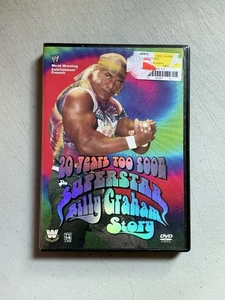 World Wrestling
Entertainment
Presents
20 Years Too Soon
The
SUPERSTAR
Billy Graham
Story
DVD